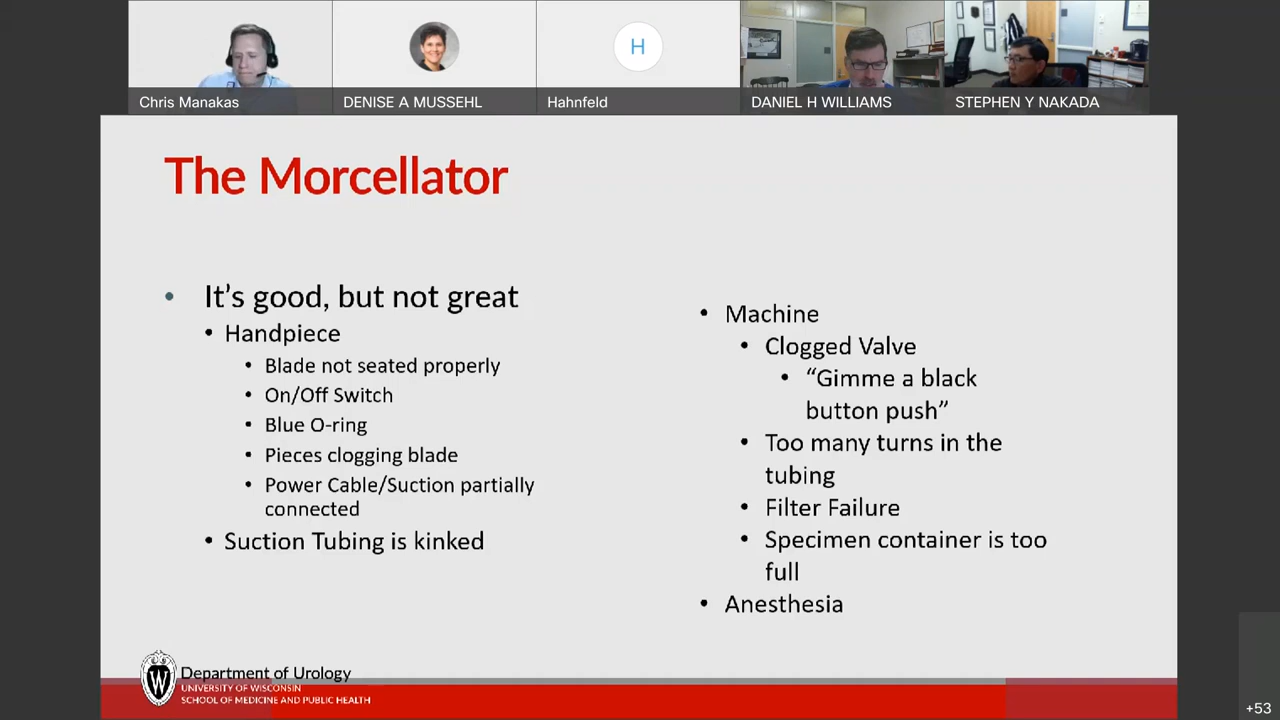 H
Chris Manakas
DENISE A MUSSEHL
Hahnfeld
DANIEL H WILLIAMS
STEPHEN Y NAKADA
The Morcellator
• It’s good, but not great
• Handpiece
• Blade not seated properly
• On/Off Switch
• Blue O-ring
• Pieces clogging blade
• Power Cable/Suction partially
connected
• Suction Tubing is kinked
• Machine
• Clogged Valve
• “Gimme a black
button push”
• Too many turns in the
tubing
• Filter Failure
• Specimen container is too
full
• Anesthesia
W
Department of Urology
UNIVERSITY OF WISCONSIN
SCHOOL OF MEDICINE AND PUBLIC HEALTH
+53